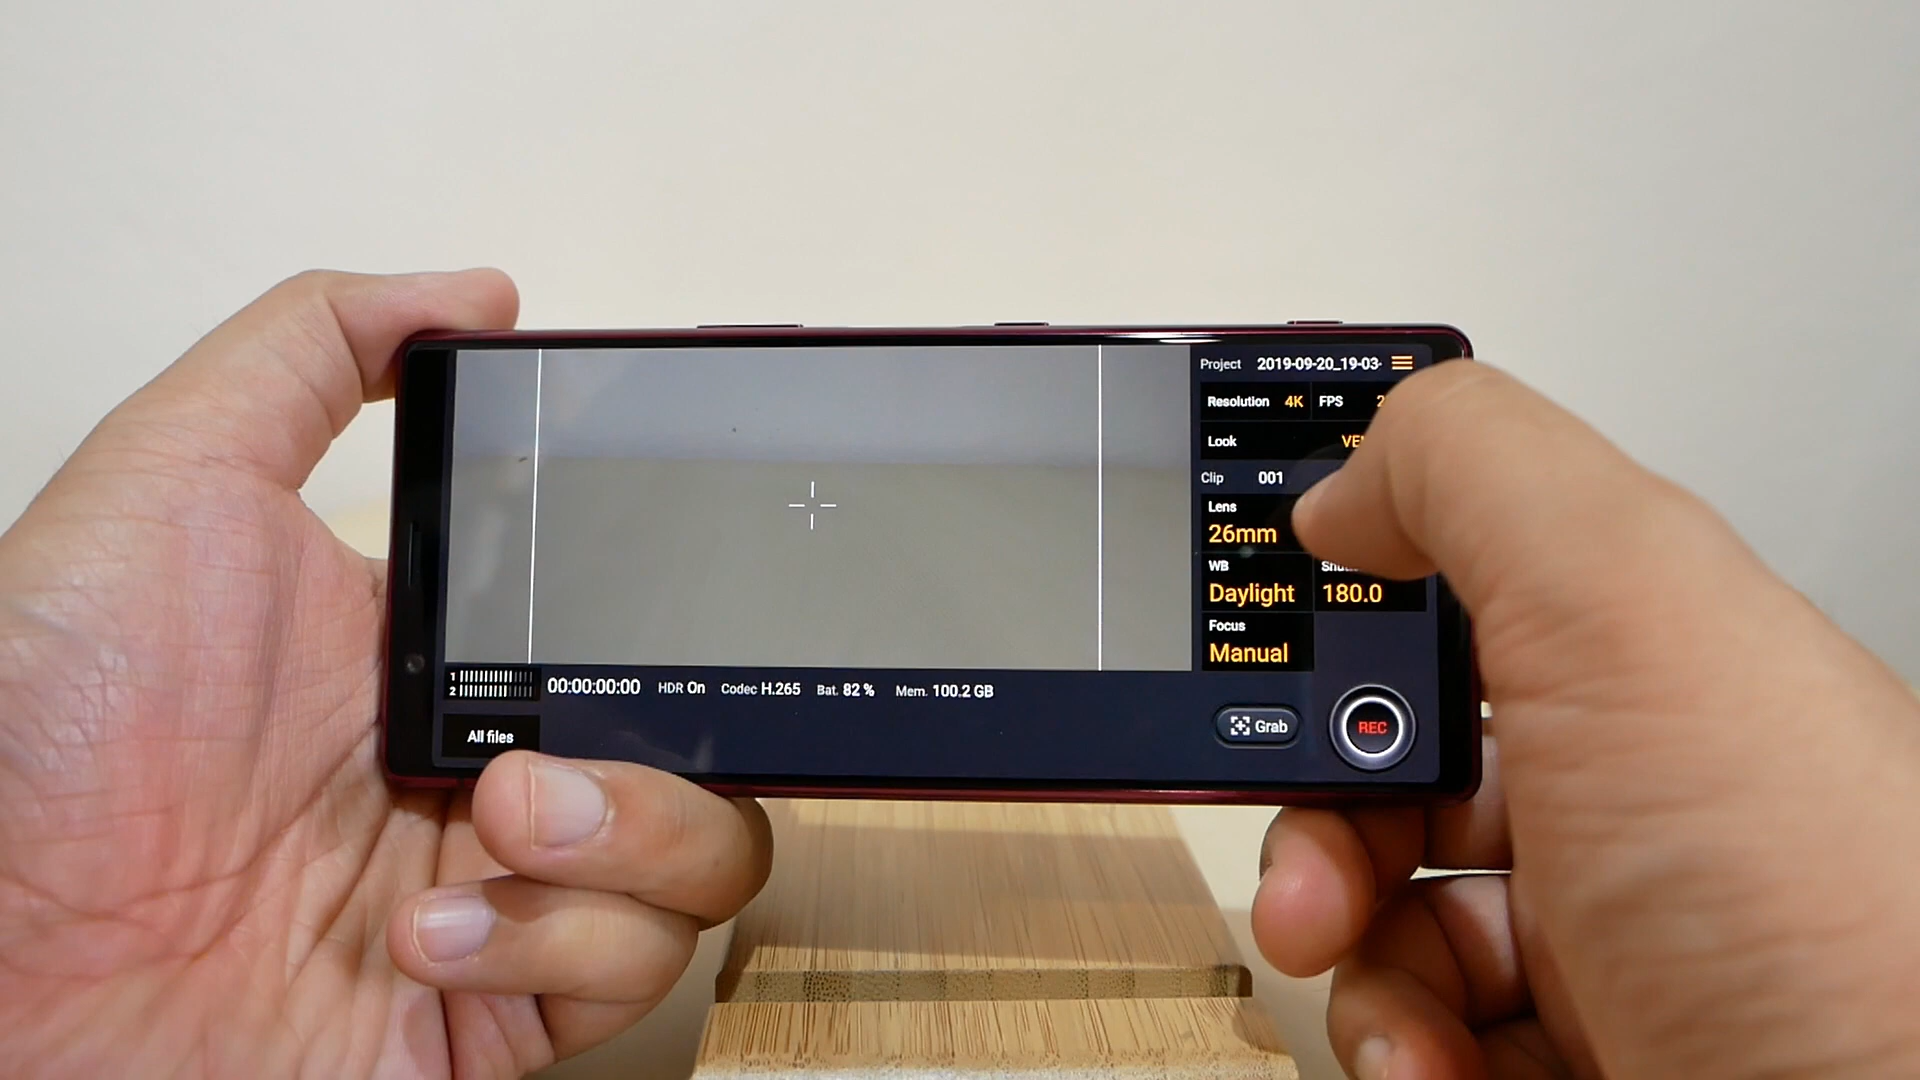 Project 2019-09-20_19-03-
Resolution 4K FPS
Look
Clip 001
Lens
26mm
WB
Daylight 180.0
Focus
Manual
1
2
00:00:00:00 HDR On Codec H.265 Bat. 82 % Mem. 100.2 GB
All files
Grab
REC